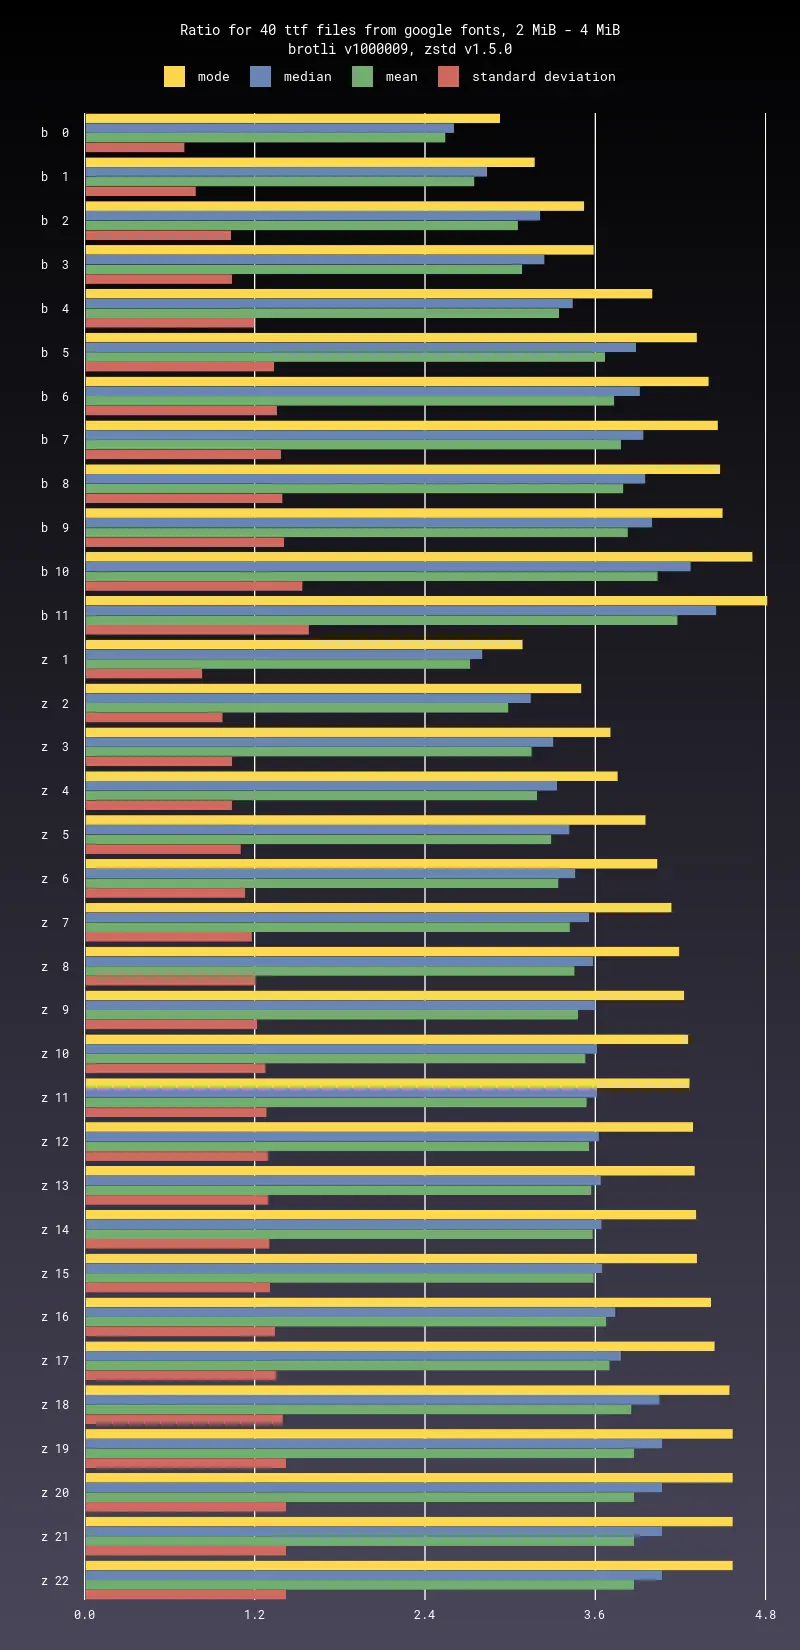 Ratio for 40 ttf files from google fonts, 2 MiB - 4 MiB
brotli v1000009, zstd v1.5.0
mode median mean standard deviation
b 0
b 1
b 2
b 3
b 4
b 5
b 6
b 7
b 8
b 9
b 10
b 11
z 1
z 2
z 3
z 4
z 5
z 6
z 7
z 8
z 9
z 10
z 11
z 12
z 13
z 14
z 15
z 16
z 17
z 18
z 19
z 20
z 21
z 22
0.0 1.2 2.4 3.6 4.8